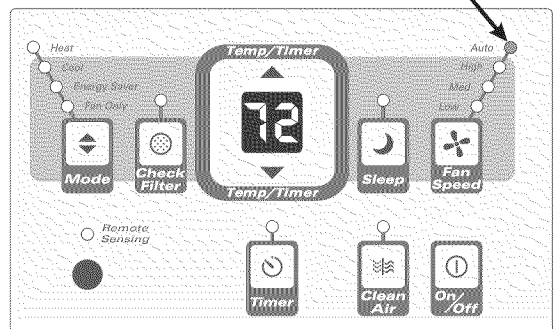 Heat
Cool
Energy Saver
Fan Only
Mode
Check
Filter
Temp/Timer
72
Temp/Timer
Sleep
Auto
High
Med
Low
Fan
Speed
Remote
Sensing
Timer
Clean
Air
On/Off